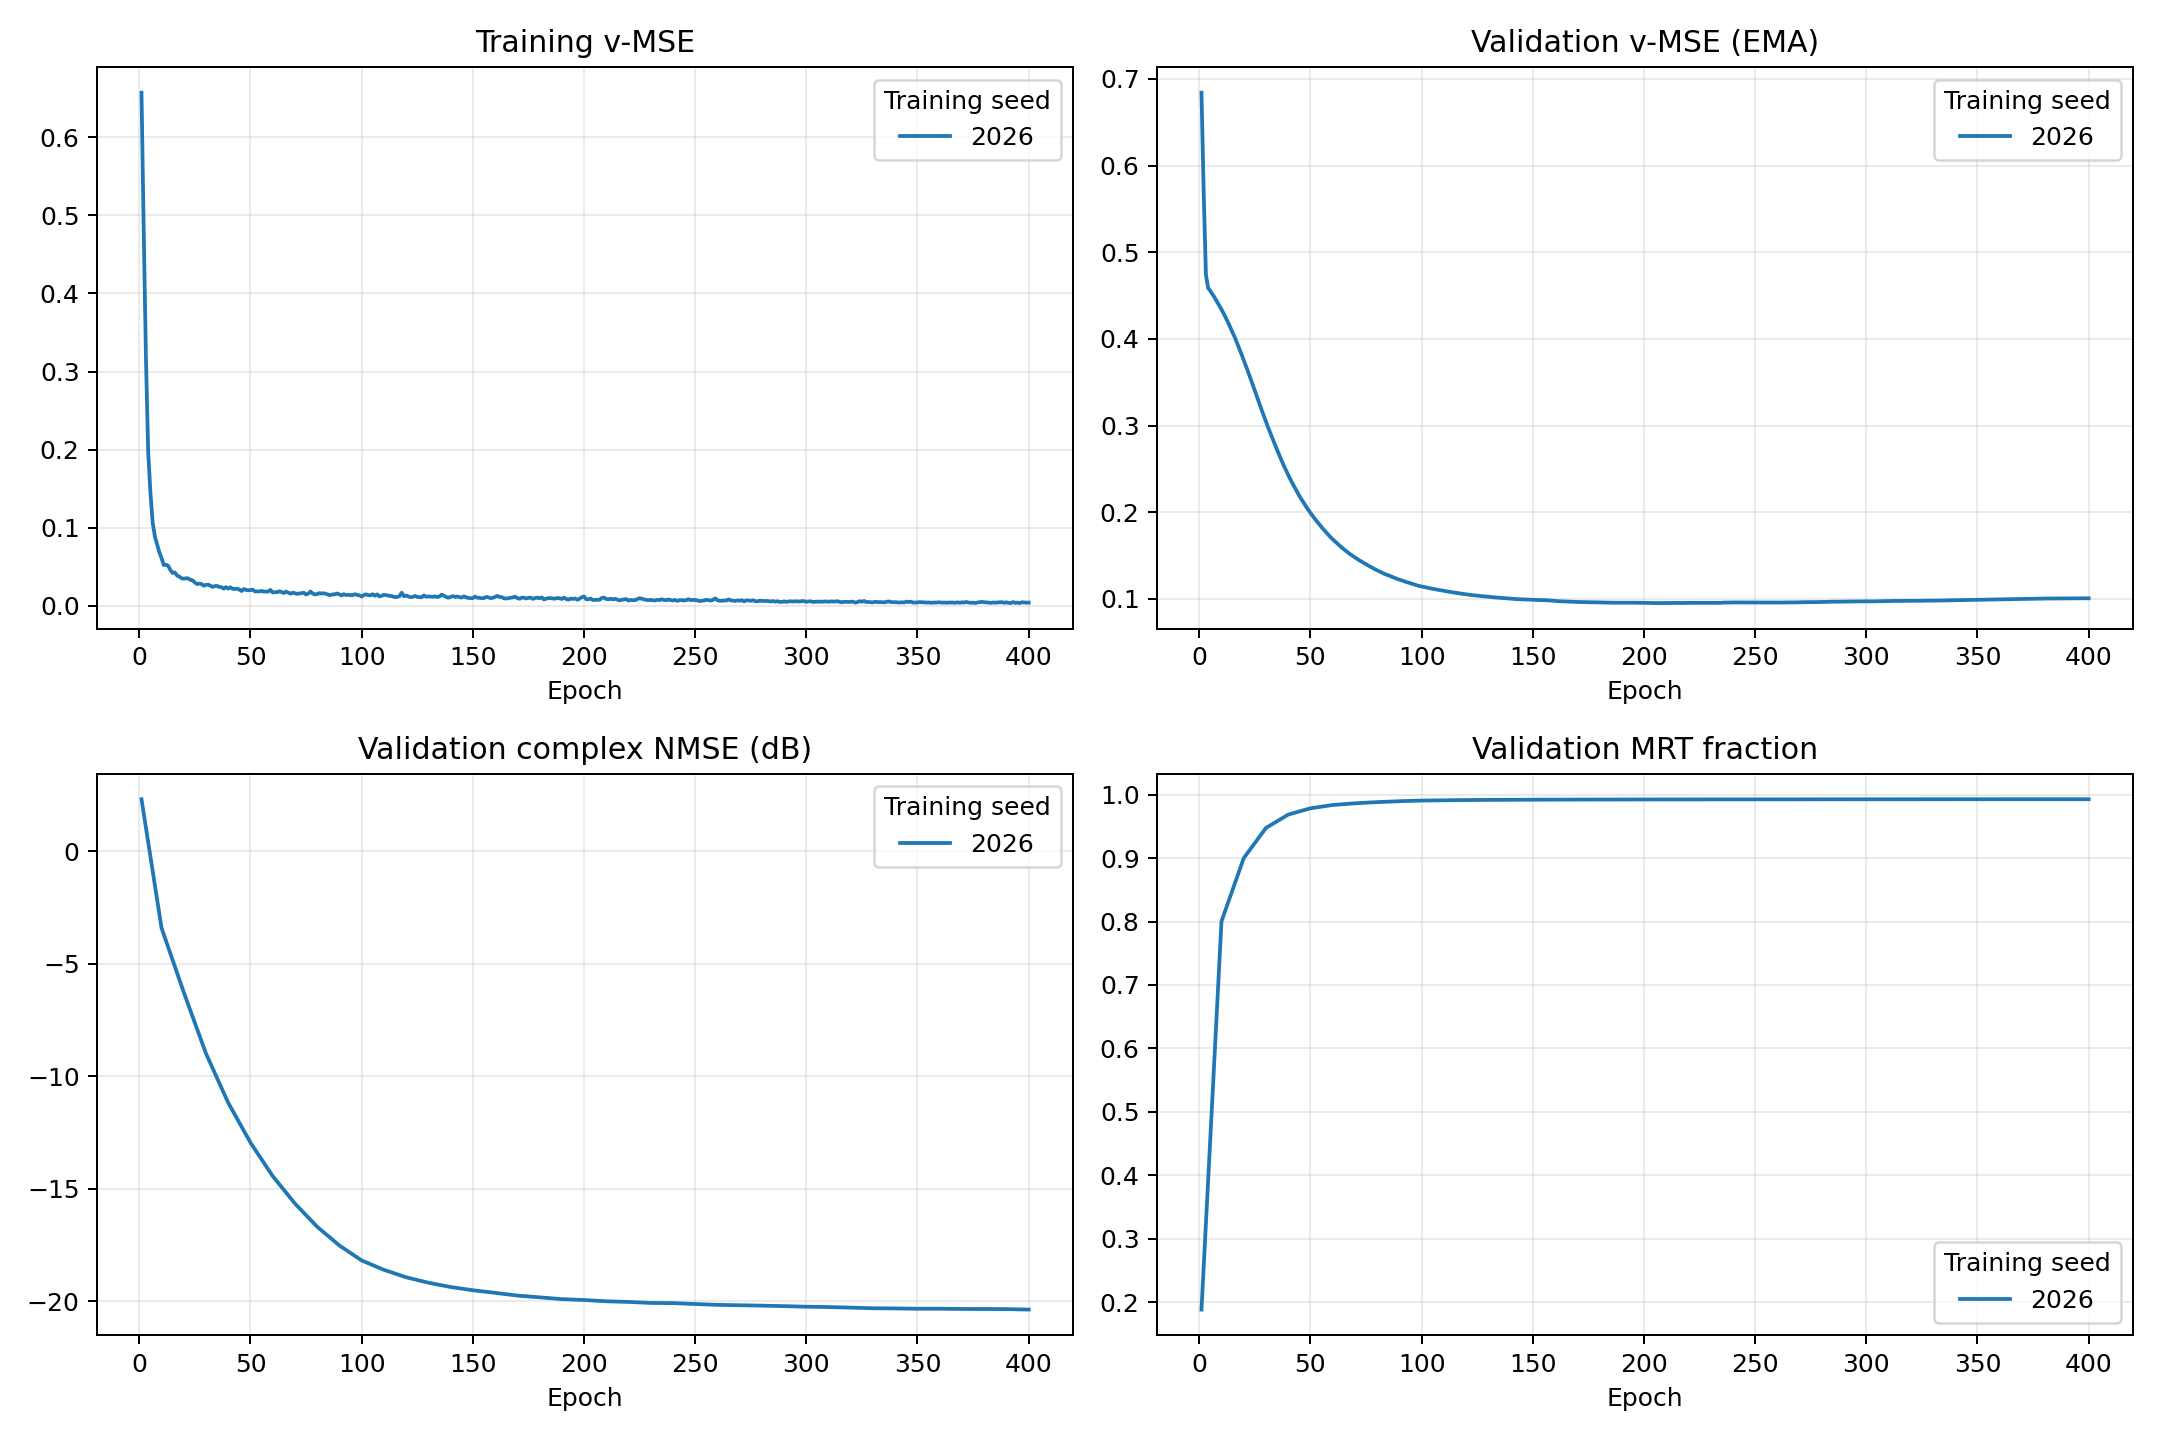 Training v-MSE
Training seed
2026
0.6
0.5
0.4
0.3
0.2
0.1
0.0
0 50 100 150 200 250 300 350 400
Epoch
Validation v-MSE (EMA)
Training seed
2026
0.7
0.6
0.5
0.4
0.3
0.2
0.1
0 50 100 150 200 250 300 350 400
Epoch
Validation complex NMSE (dB)
Training seed
2026
0
−5
−10
−15
−20
0 50 100 150 200 250 300 350 400
Epoch
Validation MRT fraction
1.0
0.9
0.8
0.7
0.6
0.5
0.4
0.3
0.2
Training seed
2026
0 50 100 150 200 250 300 350 400
Epoch